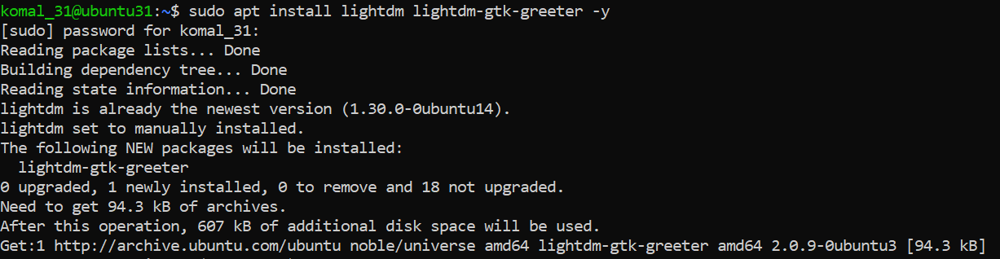 komal_31@ubuntu31:~$ sudo apt install lightdm lightdm-gtk-greeter -y
[sudo] password for komal_31:
Reading package lists... Done
Building dependency tree... Done
Reading state information... Done
lightdm is already the newest version (1.30.0-0ubuntu14).
lightdm set to manually installed.
The following NEW packages will be installed:
  lightdm-gtk-greeter
0 upgraded, 1 newly installed, 0 to remove and 18 not upgraded.
Need to get 94.3 kB of archives.
After this operation, 607 kB of additional disk space will be used.
Get:1 http://archive.ubuntu.com/ubuntu noble/universe amd64 lightdm-gtk-greeter amd64 2.0.9-0ubuntu3 [94.3 kB]